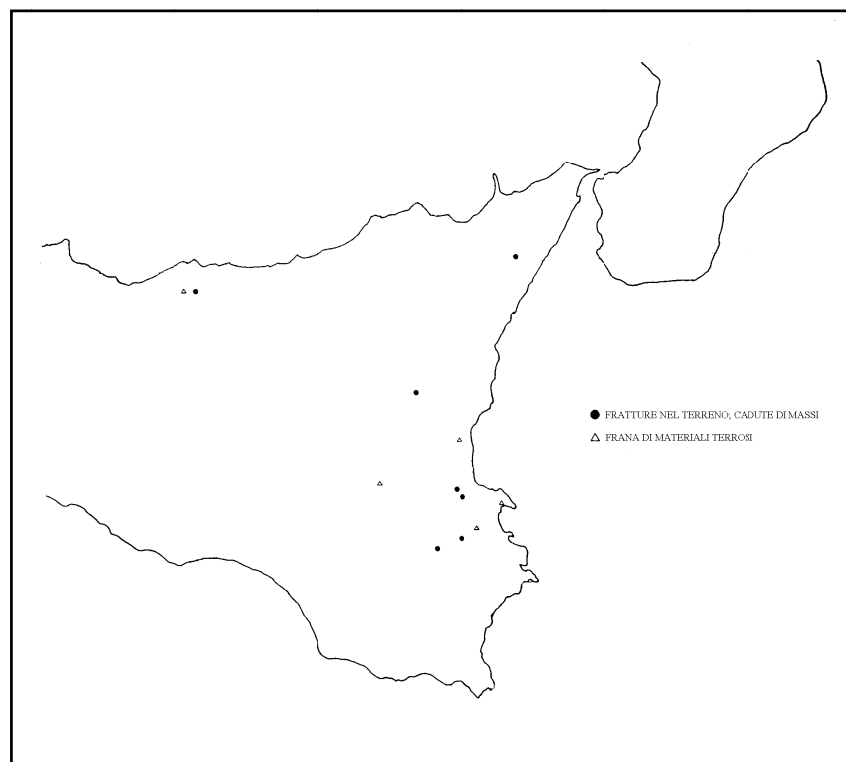 FRATTURE NEL TERRENO; CADUTE DI MASSI
FRANA DI MATERIALI TERROSI